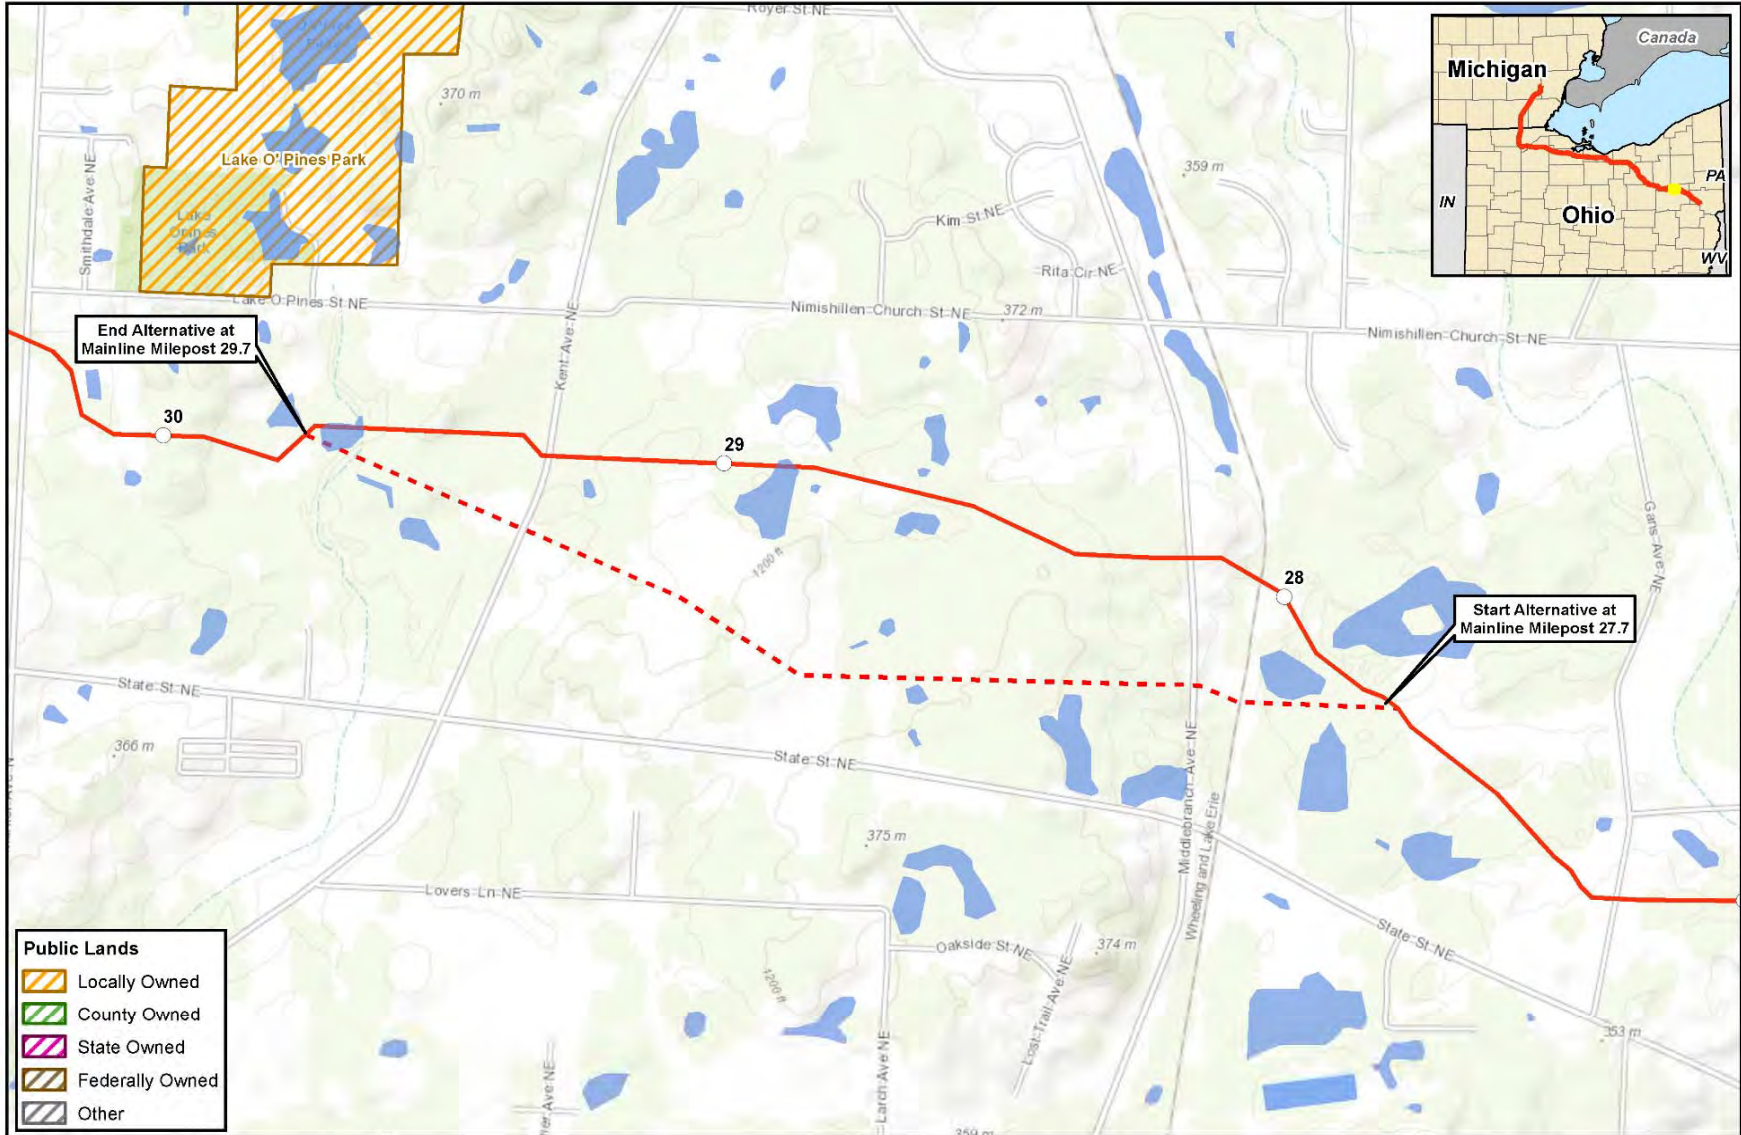 Royer St NE
Canada
Michigan
PA
IN
Ohio
WV
370 m
359 m
Lake O' Pines Park
Lake
O pines
Park
Smithdale Ave NE
Kim St NE
Rita Cir NE
Lake O Pines St NE
Nimishillen Church St NE
372 m
Nimishillen Church St NE
End Alternative at
Mainline Milepost 29.7
Kent Ave NE
30
29
28
1200 ft
Gans Ave NE
Start Alternative at
Mainline Milepost 27.7
State St NE
366 m
State St NE
Middlebranch Ave NE
Wheeling and Lake Erie
375 m
Lovers Ln NE
Oakside St NE
374 m
State St NE
1200 ft
Lost Trail Ave NE
Larch Ave NE
353 m
359 m
Public Lands
Locally Owned
County Owned
State Owned
Federally Owned
Other